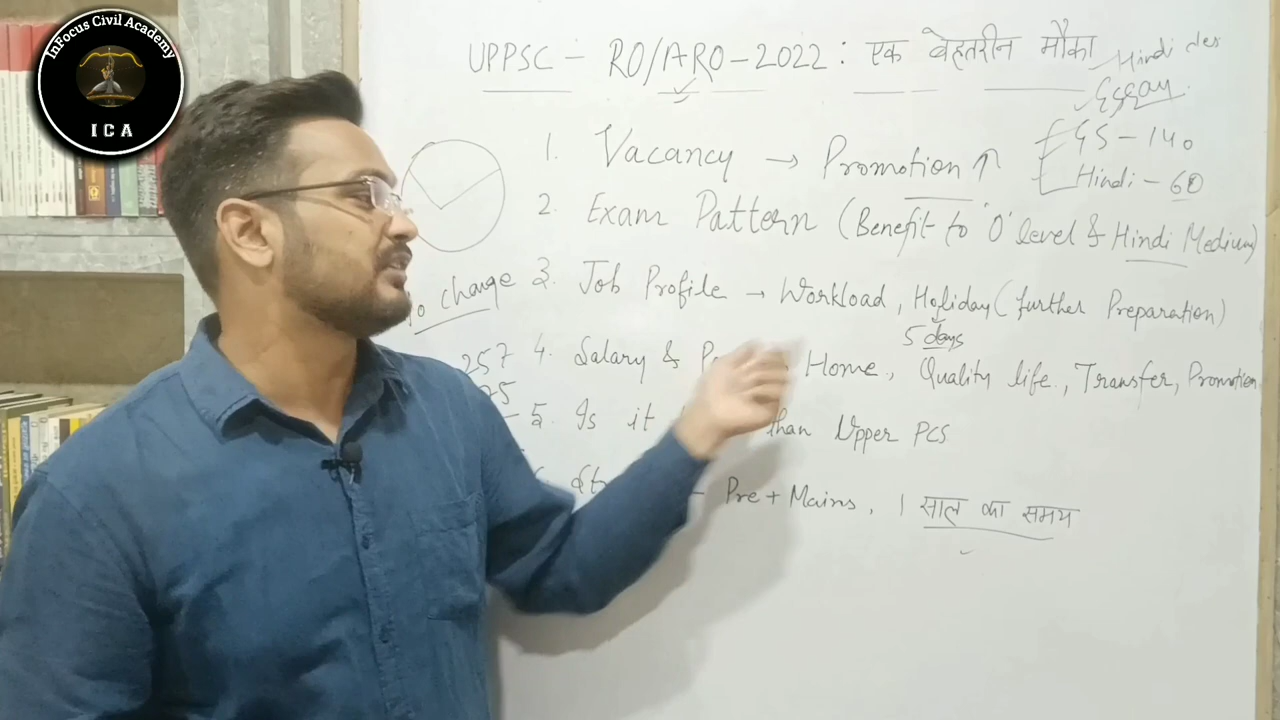 InFocus Civil Academy
ICA
UPPSC - RO/ARO-2022 : एक बेहतरीन मौका
Hindi des
Essay
1. Vacancy → Promotion ↑
GS - 140
Hindi - 60
2. Exam Pattern (Benefit to 'O' level & Hindi Medium)
3. Job Profile → Workload, Holiday (further Preparation)
5 days
change
257
4. Salary & Home, Quality life, Transfer, Promotion
5. Is it than Upper PCS
- Pre + Mains, 1 साल का समय